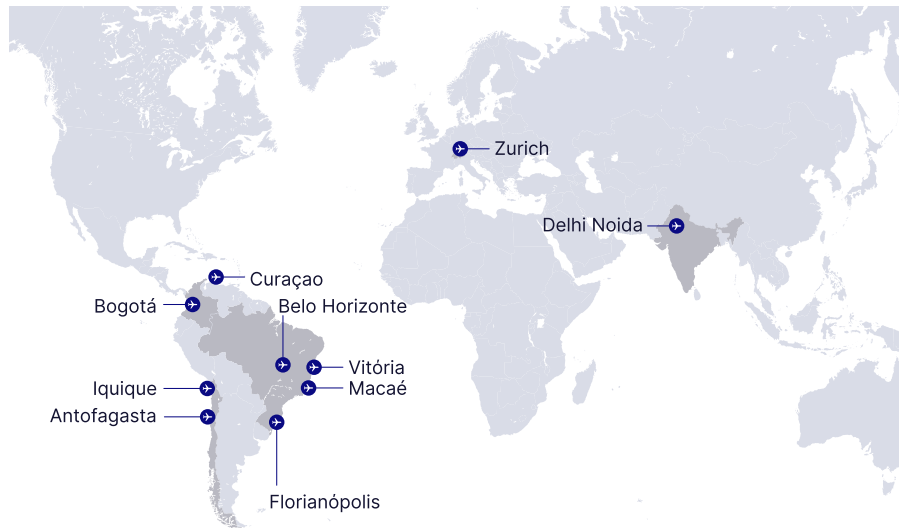 Zurich
Delhi Noida
Curaçao
Bogotá
Belo Horizonte
Vitória
Iquique
Macaé
Antofagasta
Florianópolis